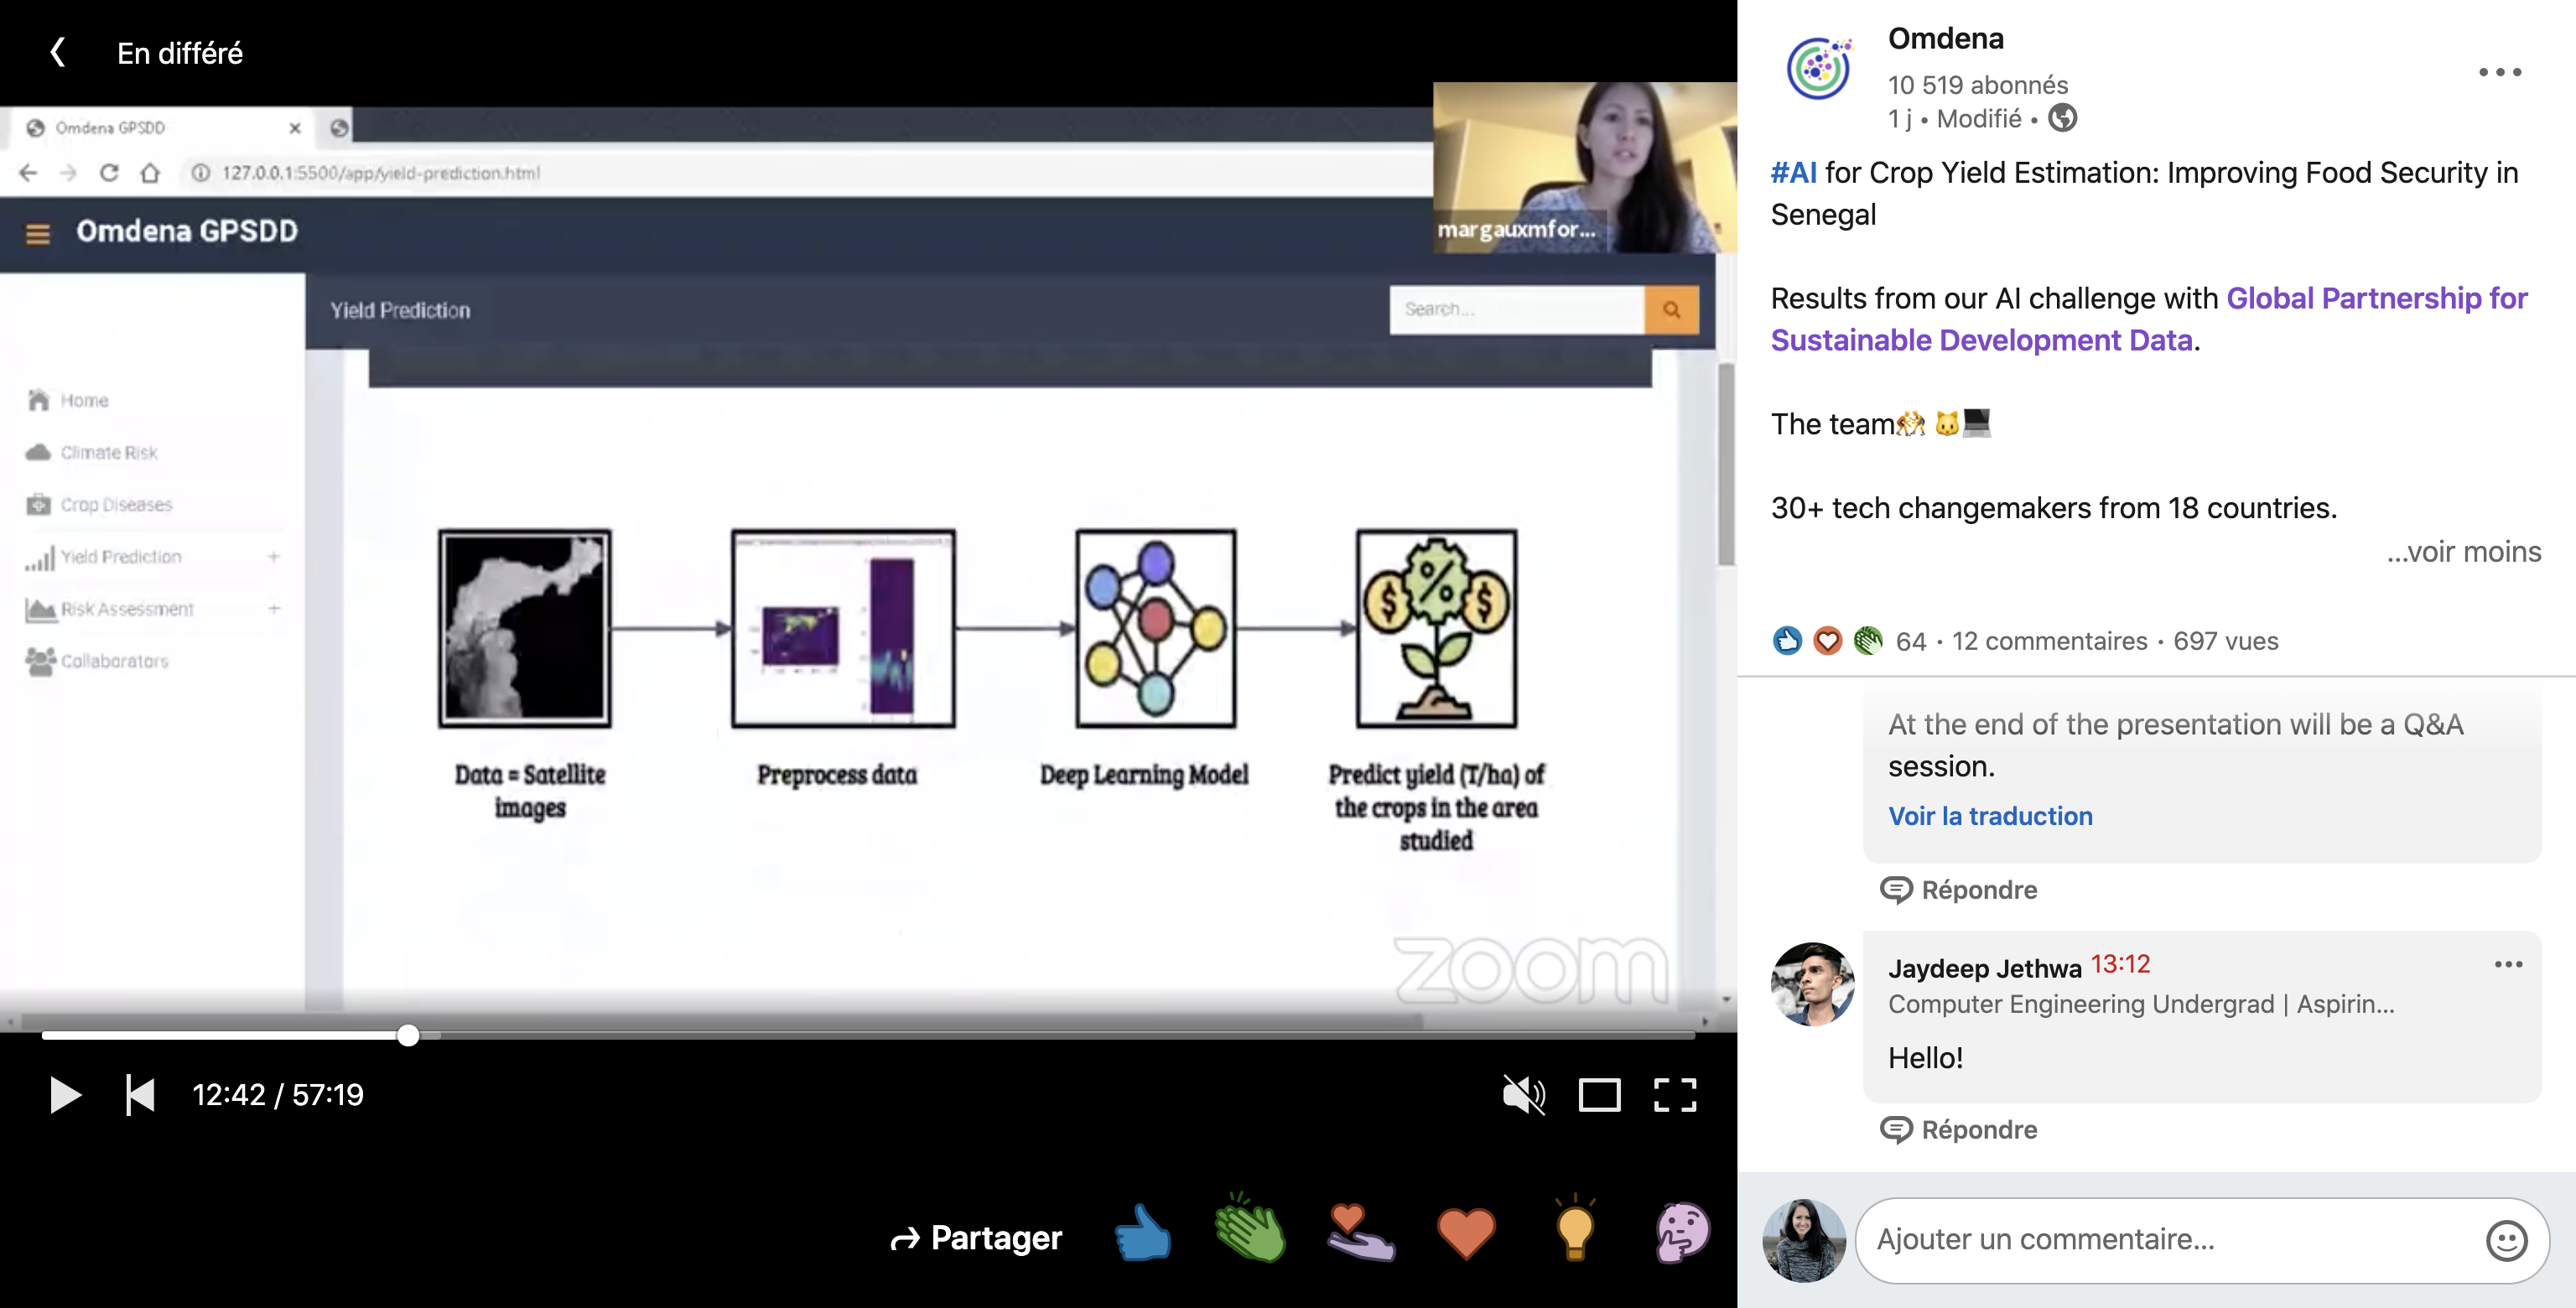 En différé
Omdena GPSDD
127.0.0.1:5500/app/yield-prediction.html
margauxmfor...
Omdena GPSDD
Yield Prediction
Search...
Home
Climate Risk
Crop Diseases
Yield Prediction +
Risk Assessment +
Collaborators
Data = Satellite
images
Preprocess data
Deep Learning Model
Predict yield (T/ha) of
the crops in the area
studied
zoom
12:42 / 57:19
Partager
Omdena
10 519 abonnés
1 j • Modifié •
#AI for Crop Yield Estimation: Improving Food Security in
Senegal
Results from our AI challenge with Global Partnership for
Sustainable Development Data.
The team🤼 🐱💻
30+ tech changemakers from 18 countries.
...voir moins
64 · 12 commentaires · 697 vues
At the end of the presentation will be a Q&A
session.
Voir la traduction
Répondre
Jaydeep Jethwa 13:12
Computer Engineering Undergrad | Aspirin...
Hello!
Répondre
Ajouter un commentaire...